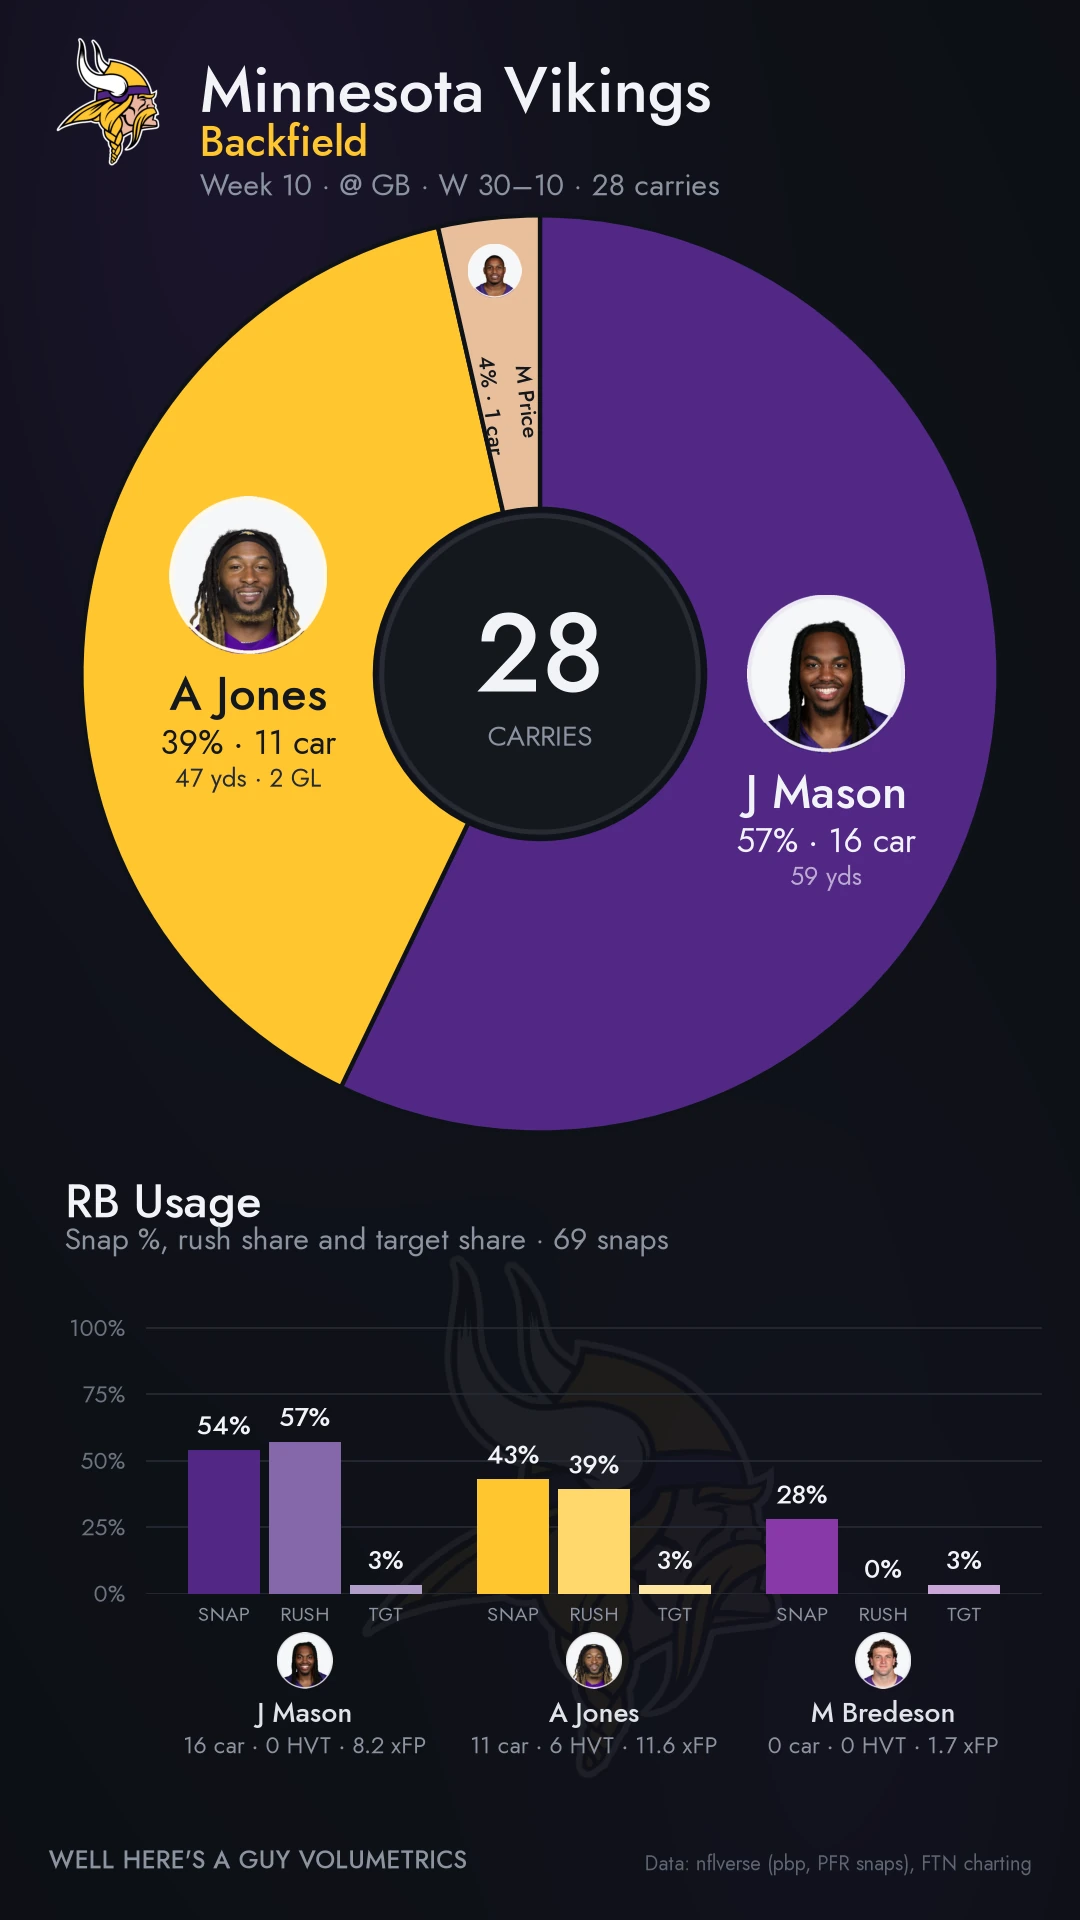 Minnesota Vikings
Backfield
Week 10 · @ GB · W 30–10 · 28 carries
M Price
4% · 1 car
A Jones
39% · 11 car
47 yds · 2 GL
28
CARRIES
J Mason
57% · 16 car
59 yds
RB Usage
Snap %, rush share and target share · 69 snaps
100%
75%
50%
25%
0%
54% 57% 3% 43% 39% 3% 28% 0% 3%
SNAP RUSH TGT SNAP RUSH TGT SNAP RUSH TGT
J Mason A Jones M Bredeson
16 car · 0 HVT · 8.2 xFP 11 car · 6 HVT · 11.6 xFP 0 car · 0 HVT · 1.7 xFP
WELL HERE'S A GUY VOLUMETRICS
Data: nflverse (pbp, PFR snaps), FTN charting